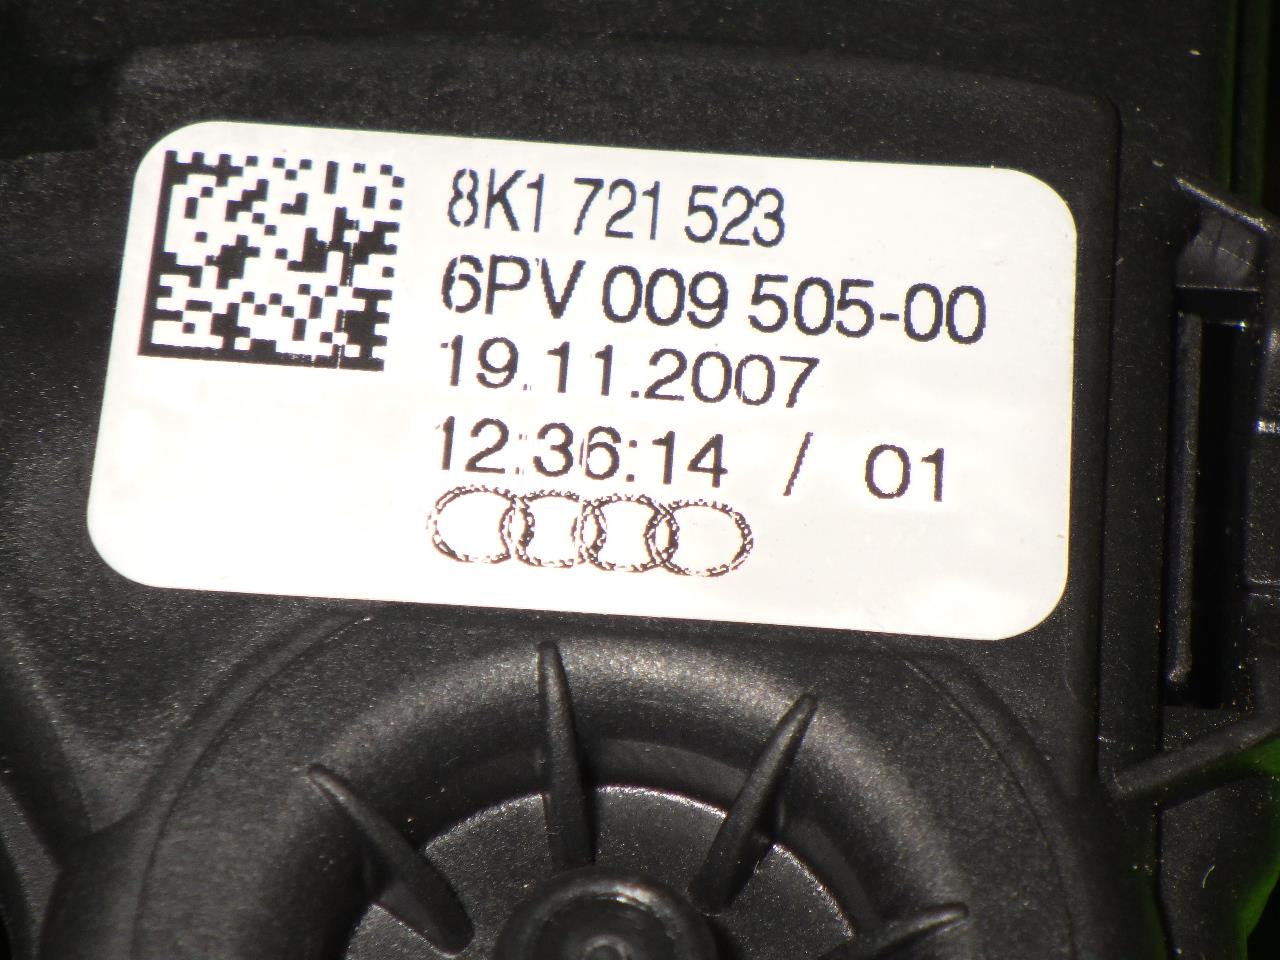 8K1 721 523
6PV 009 505-00
19.11.2007
12:36:14 / 01